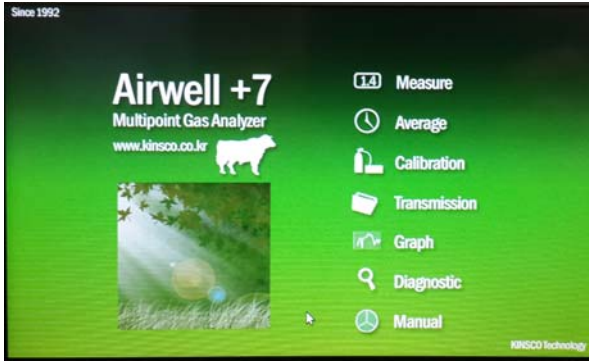 Since 1992
Airwell +7
Multipoint Gas Analyzer
www.kinsco.co.kr
1.4 Measure
Average
Calibration
Transmission
Graph
Diagnostic
Manual
KINSCO Technology